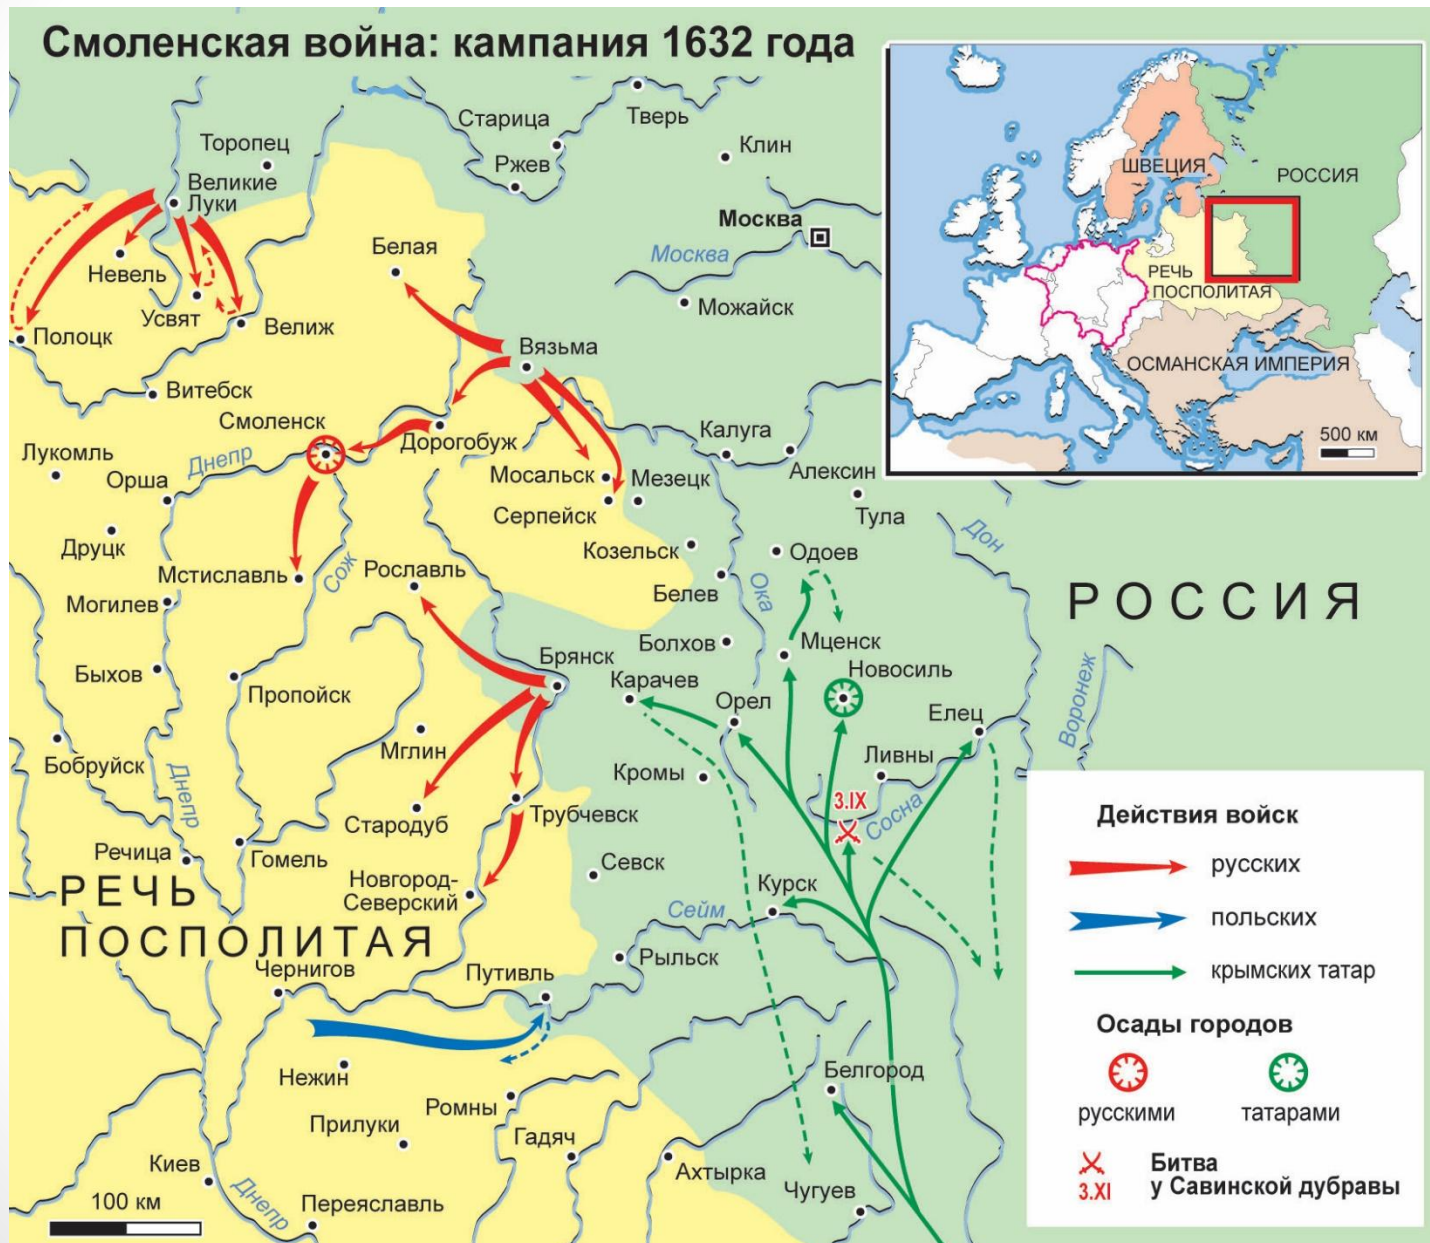 Смоленская война: кампания 1632 года
Тверь
Старица
Ржев
Клин
Торопец
Великие
Луки
Москва
Москва
Белая
Невель
Можайск
Усвят
Велиж
Полоцк
Вязьма
Витебск
Смоленск
Дорогобуж
Калуга
Лукомль
Днепр
Алексин
Орша
Мосальск
Мезецк
Серпейск
Тула
Друцк
Козельск
Одоев
Дон
Мстиславль
Сож
Рославль
Белев
Ока
Могилев
РОССИЯ
Болхов
Мценск
Быхов
Брянск
Новосиль
Пропойск
Карачев
Орел
Елец
Воронеж
Мглин
Ливны
Бобруйск
Кромы
Днепр
3.IX
Сосна
Стародуб
Трубчевск
Речица
Гомель
Севск
Новгород-
Северский
Курск
РЕЧЬ
ПОСПОЛИТАЯ
Сейм
Рыльск
Чернигов
Путивль
Нежин
Белгород
Ромны
Прилуки
Гадяч
Киев
Ахтырка
Чугуев
Днепр
Переяславль
100 км
ШВЕЦИЯ
РОССИЯ
РЕЧЬ
ПОСПОЛИТАЯ
ОСМАНСКАЯ ИМПЕРИЯ
500 км
Действия войск
русских
польских
крымских татар
Осады городов
русскими
татарами
Битва
3.XI
у Савинской дубравы